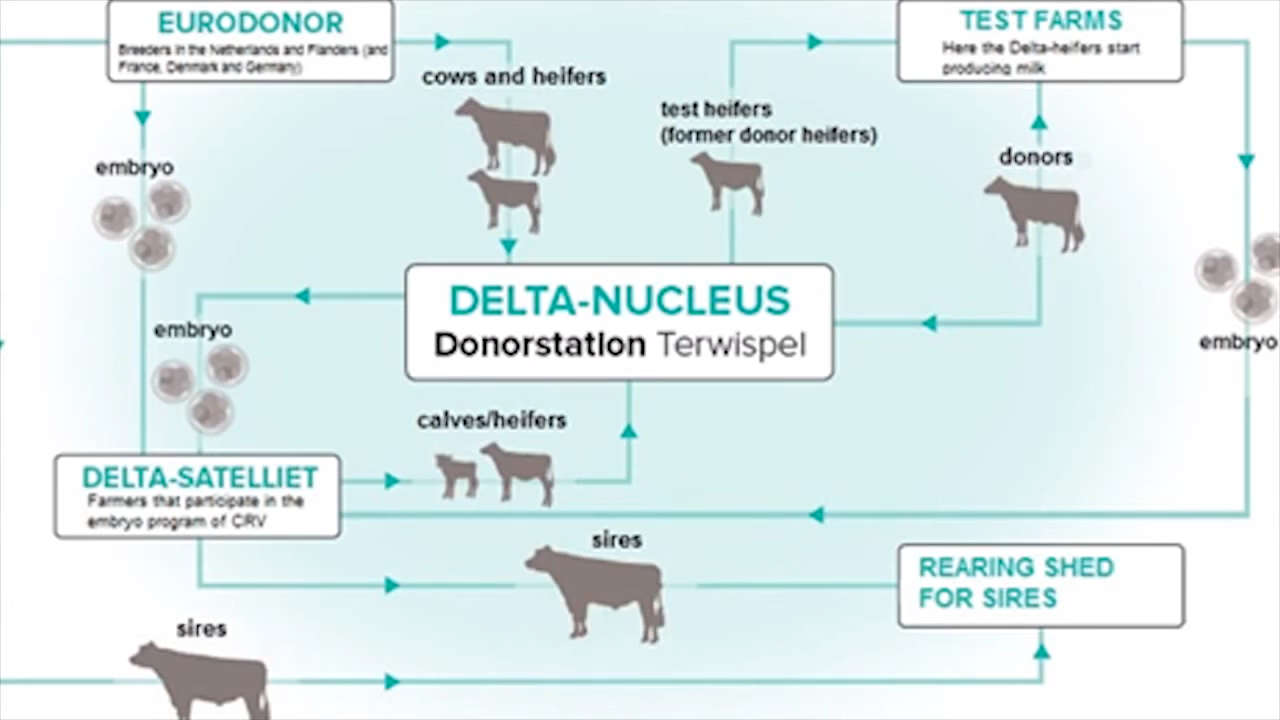 EURODONOR
Breeders in the Netherlands and Flanders (and
France, Denmark and Germany)
TEST FARMS
Here the Delta-heifers start
producing milk
cows and heifers
test heifers
(former donor heifers)
embryo
donors
DELTA-NUCLEUS
Donorstation Terwispel
embryo
embryo
calves/heifers
DELTA-SATELLIET
Farmers that participate in the
embryo program of CRV
sires
REARING SHED
FOR SIRES
sires